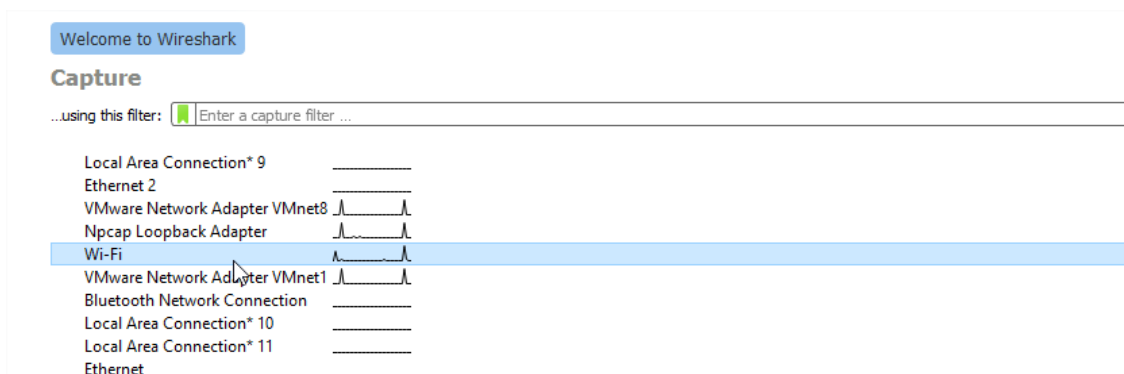 Welcome to Wireshark
Capture
...using this filter: Enter a capture filter ...
Local Area Connection* 9
Ethernet 2
VMware Network Adapter VMnet8
Npcap Loopback Adapter
Wi-Fi
VMware Network Adapter VMnet1
Bluetooth Network Connection
Local Area Connection* 10
Local Area Connection* 11
Ethernet